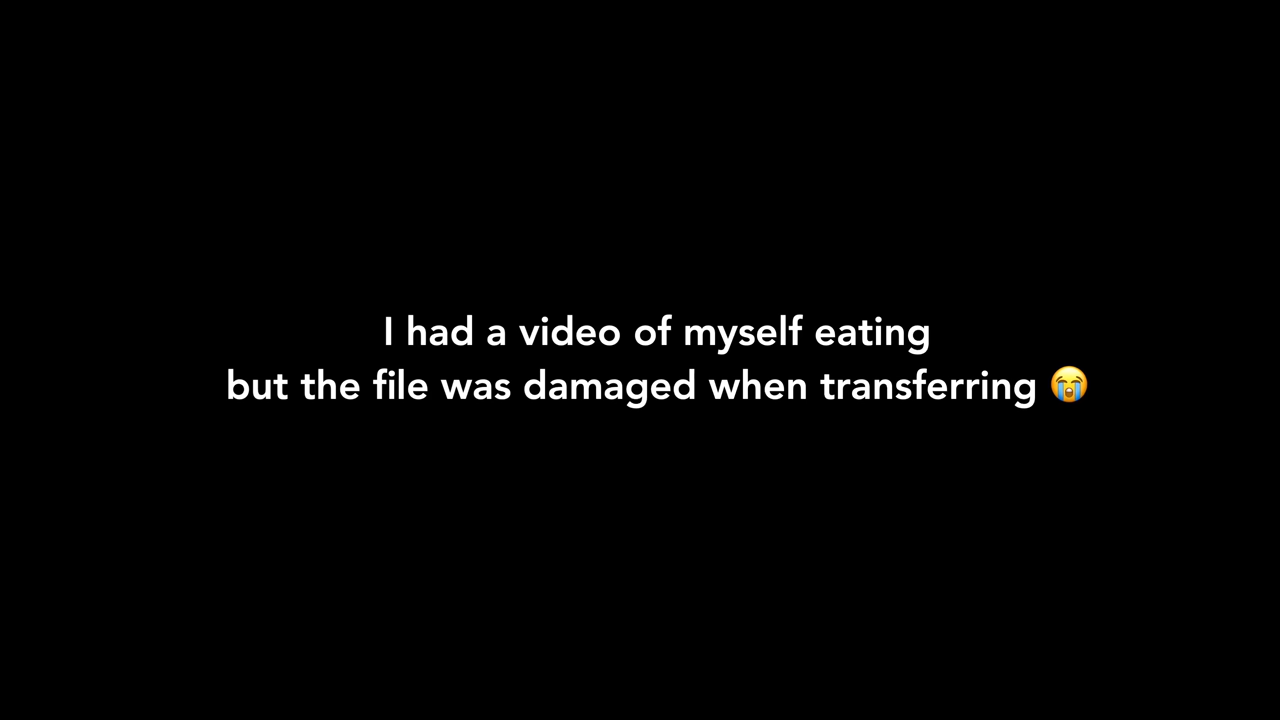 I had a video of myself eating
but the file was damaged when transferring 😭